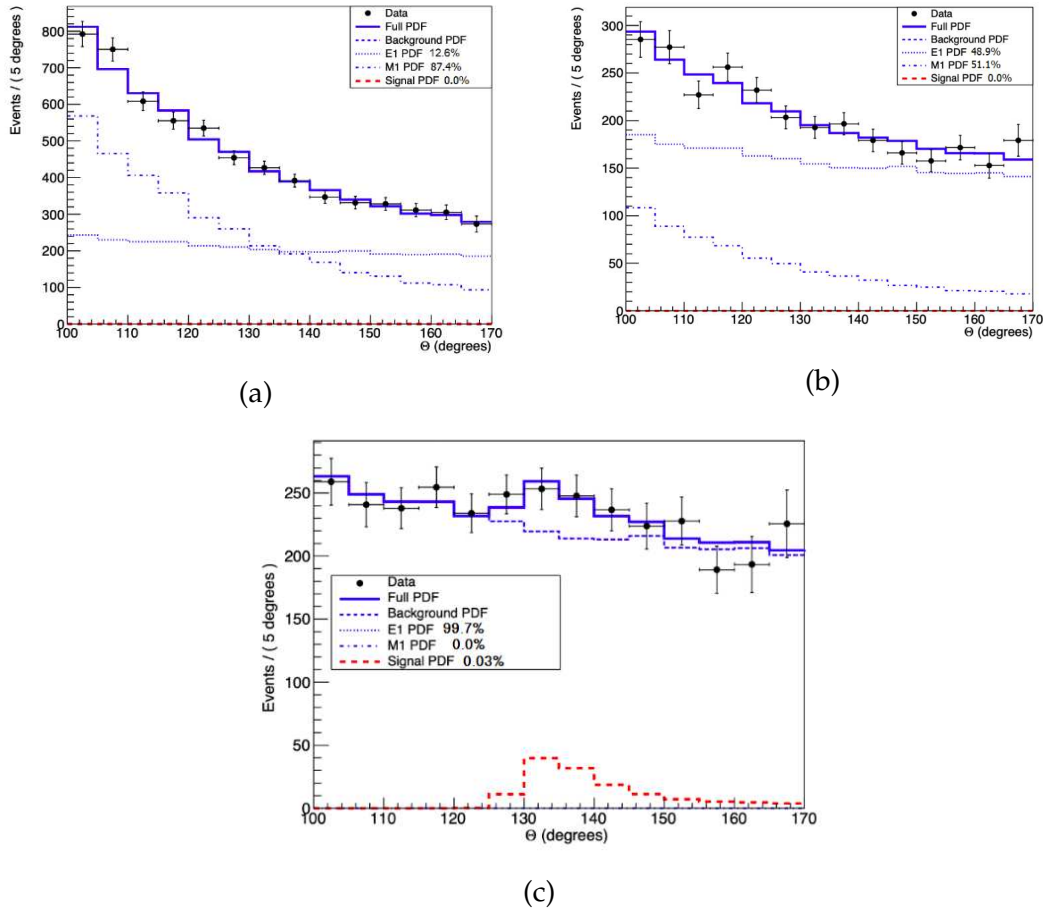 Events / ( 5 degrees )
800
700
600
500
400
300
200
100
0
100 110 120 130 140 150 160 170
Θ (degrees)
Data
Full PDF
Background PDF
E1 PDF 12.6%
M1 PDF 87.4%
Signal PDF 0.0%
(a)
Events / ( 5 degrees )
300
250
200
150
100
50
0
100 110 120 130 140 150 160 170
Θ (degrees)
Data
Full PDF
Background PDF
E1 PDF 48.9%
M1 PDF 51.1%
Signal PDF 0.0%
(b)
Events / ( 5 degrees )
250
200
150
100
50
0
100 110 120 130 140 150 160 170
Θ (degrees)
Data
Full PDF
Background PDF
E1 PDF 99.7%
M1 PDF 0.0%
Signal PDF 0.03%
(c)